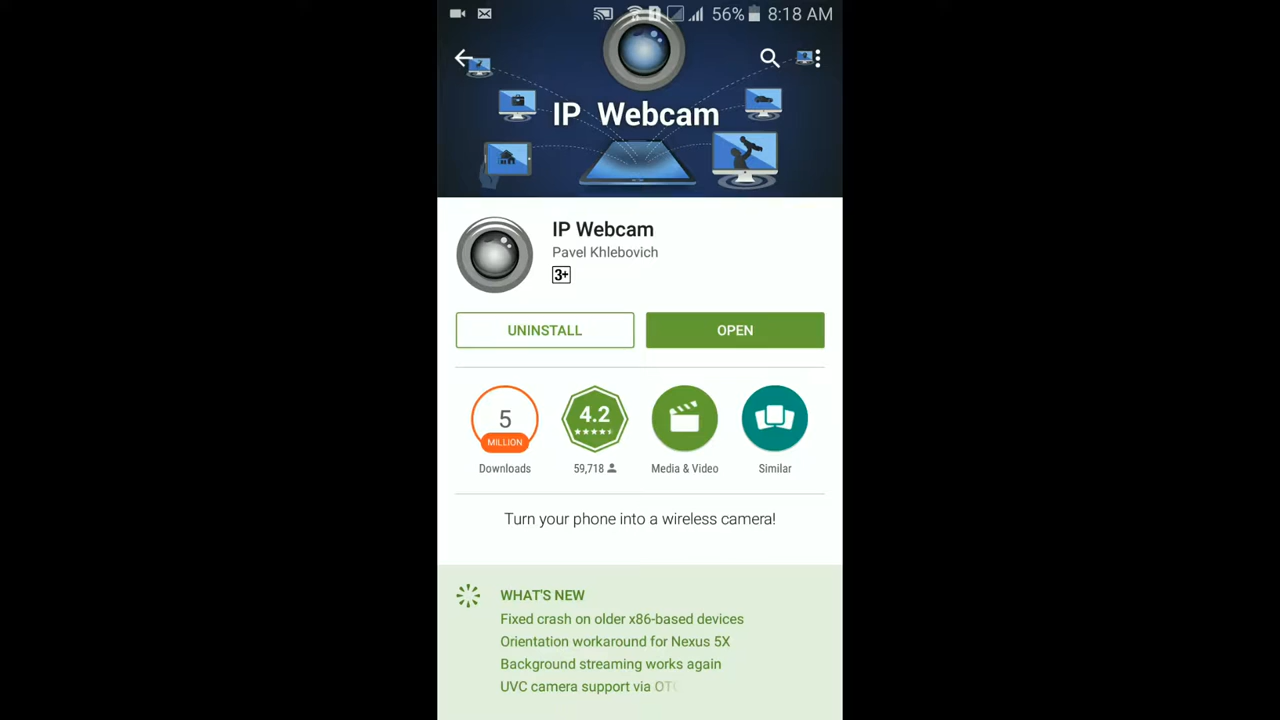 56% 8:18 AM
IP Webcam
IP Webcam
Pavel Khlebovich
3+
UNINSTALL OPEN
5 4.2
MILLION
Downloads 59,718 Media & Video Similar
Turn your phone into a wireless camera!
WHAT'S NEW
Fixed crash on older x86-based devices
Orientation workaround for Nexus 5X
Background streaming works again
UVC camera support via OTG